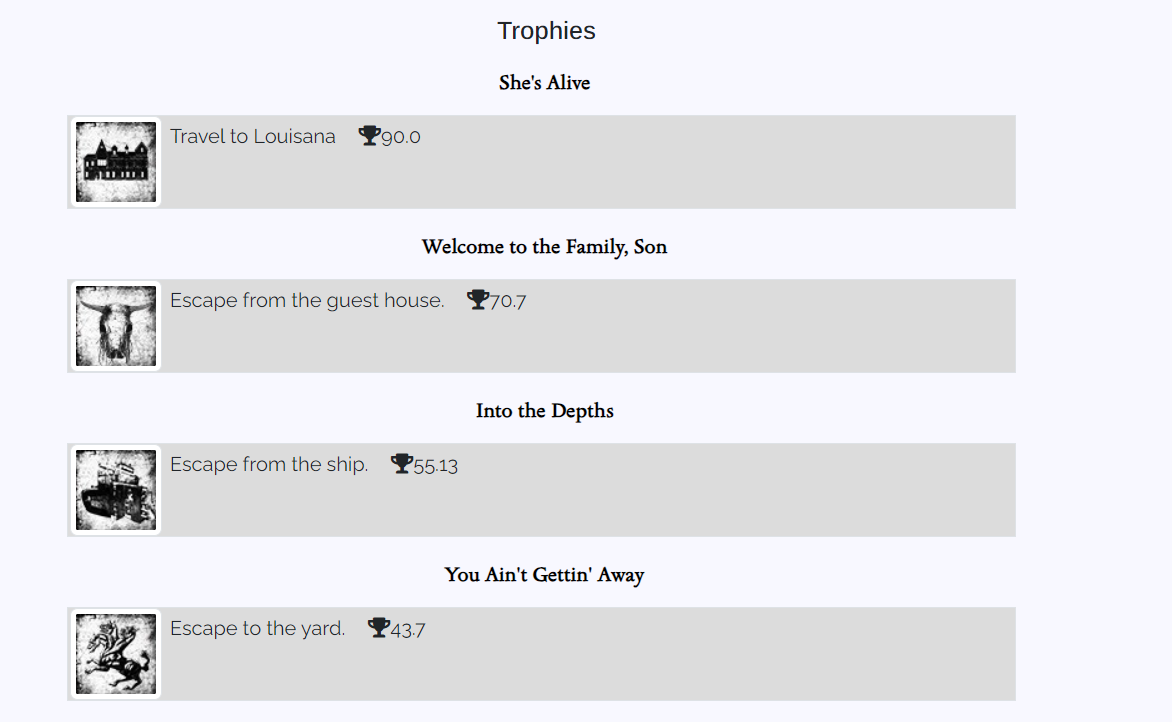 Trophies
She's Alive
Travel to Louisana 90.0
Welcome to the Family, Son
Escape from the guest house. 70.7
Into the Depths
Escape from the ship. 55.13
You Ain't Gettin' Away
Escape to the yard. 43.7